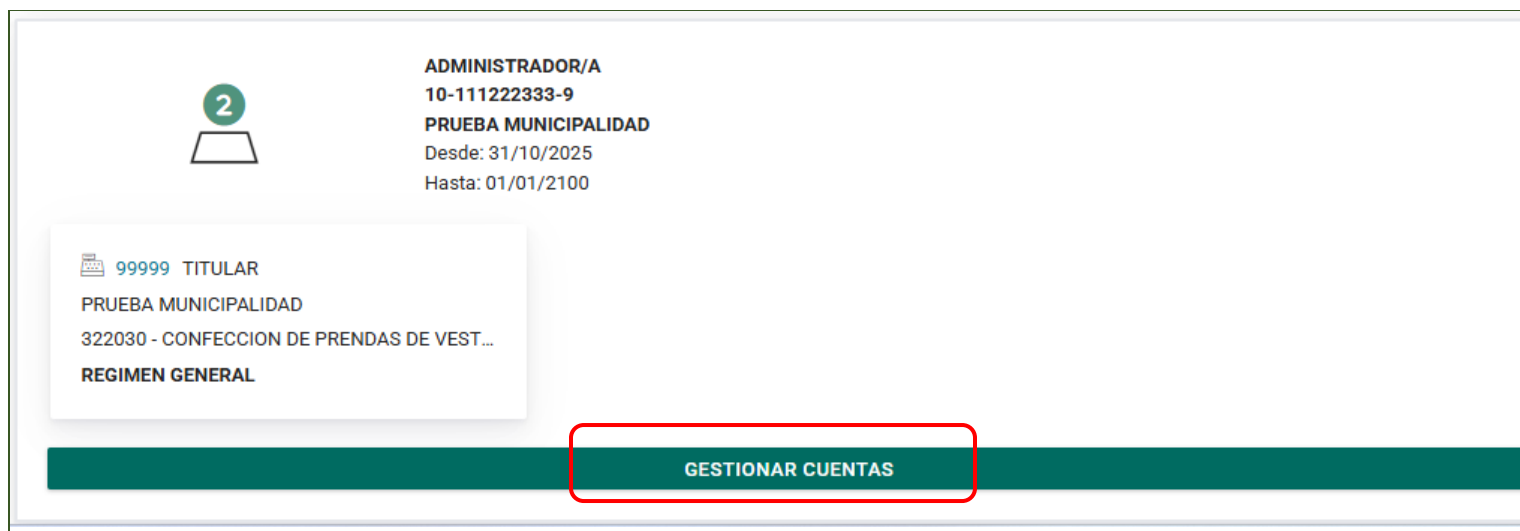 2
ADMINISTRADOR/A
10-111222333-9
PRUEBA MUNICIPALIDAD
Desde: 31/10/2025
Hasta: 01/01/2100
99999 TITULAR
PRUEBA MUNICIPALIDAD
322030 - CONFECCION DE PRENDAS DE VEST...
REGIMEN GENERAL
GESTIONAR CUENTAS